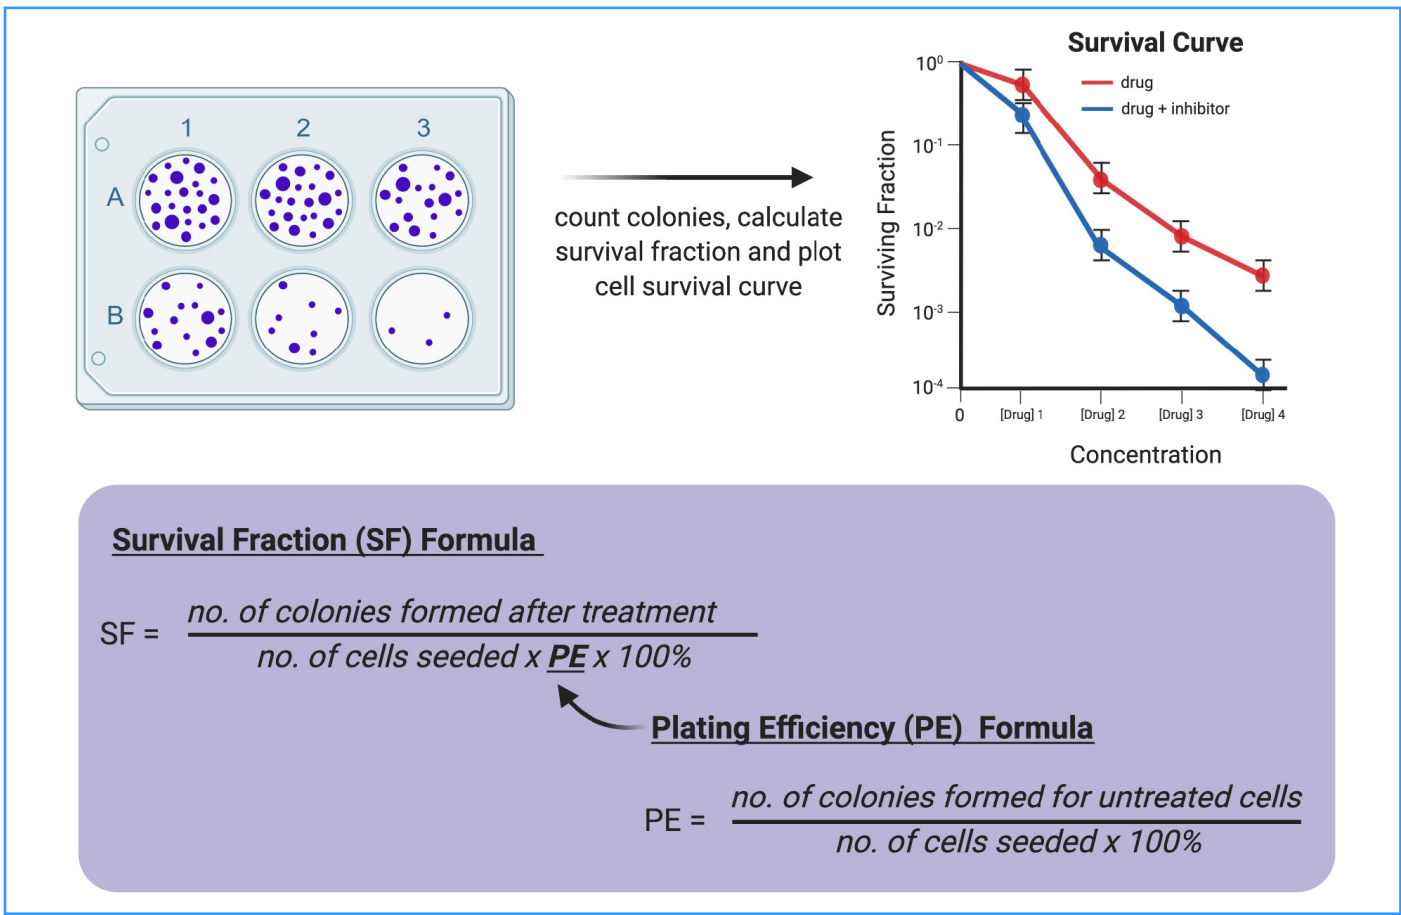 1 2 3
A
B
count colonies, calculate
survival fraction and plot
cell survival curve
Survival Curve
drug
drug + inhibitor
Surviving Fraction
10⁰
10⁻¹
10⁻²
10⁻³
10⁻⁴
0 [Drug] 1 [Drug] 2 [Drug] 3 [Drug] 4
Concentration
Survival Fraction (SF) Formula
SF =
no. of colonies formed after treatment
no. of cells seeded x PE x 100%
Plating Efficiency (PE) Formula
PE =
no. of colonies formed for untreated cells
no. of cells seeded x 100%